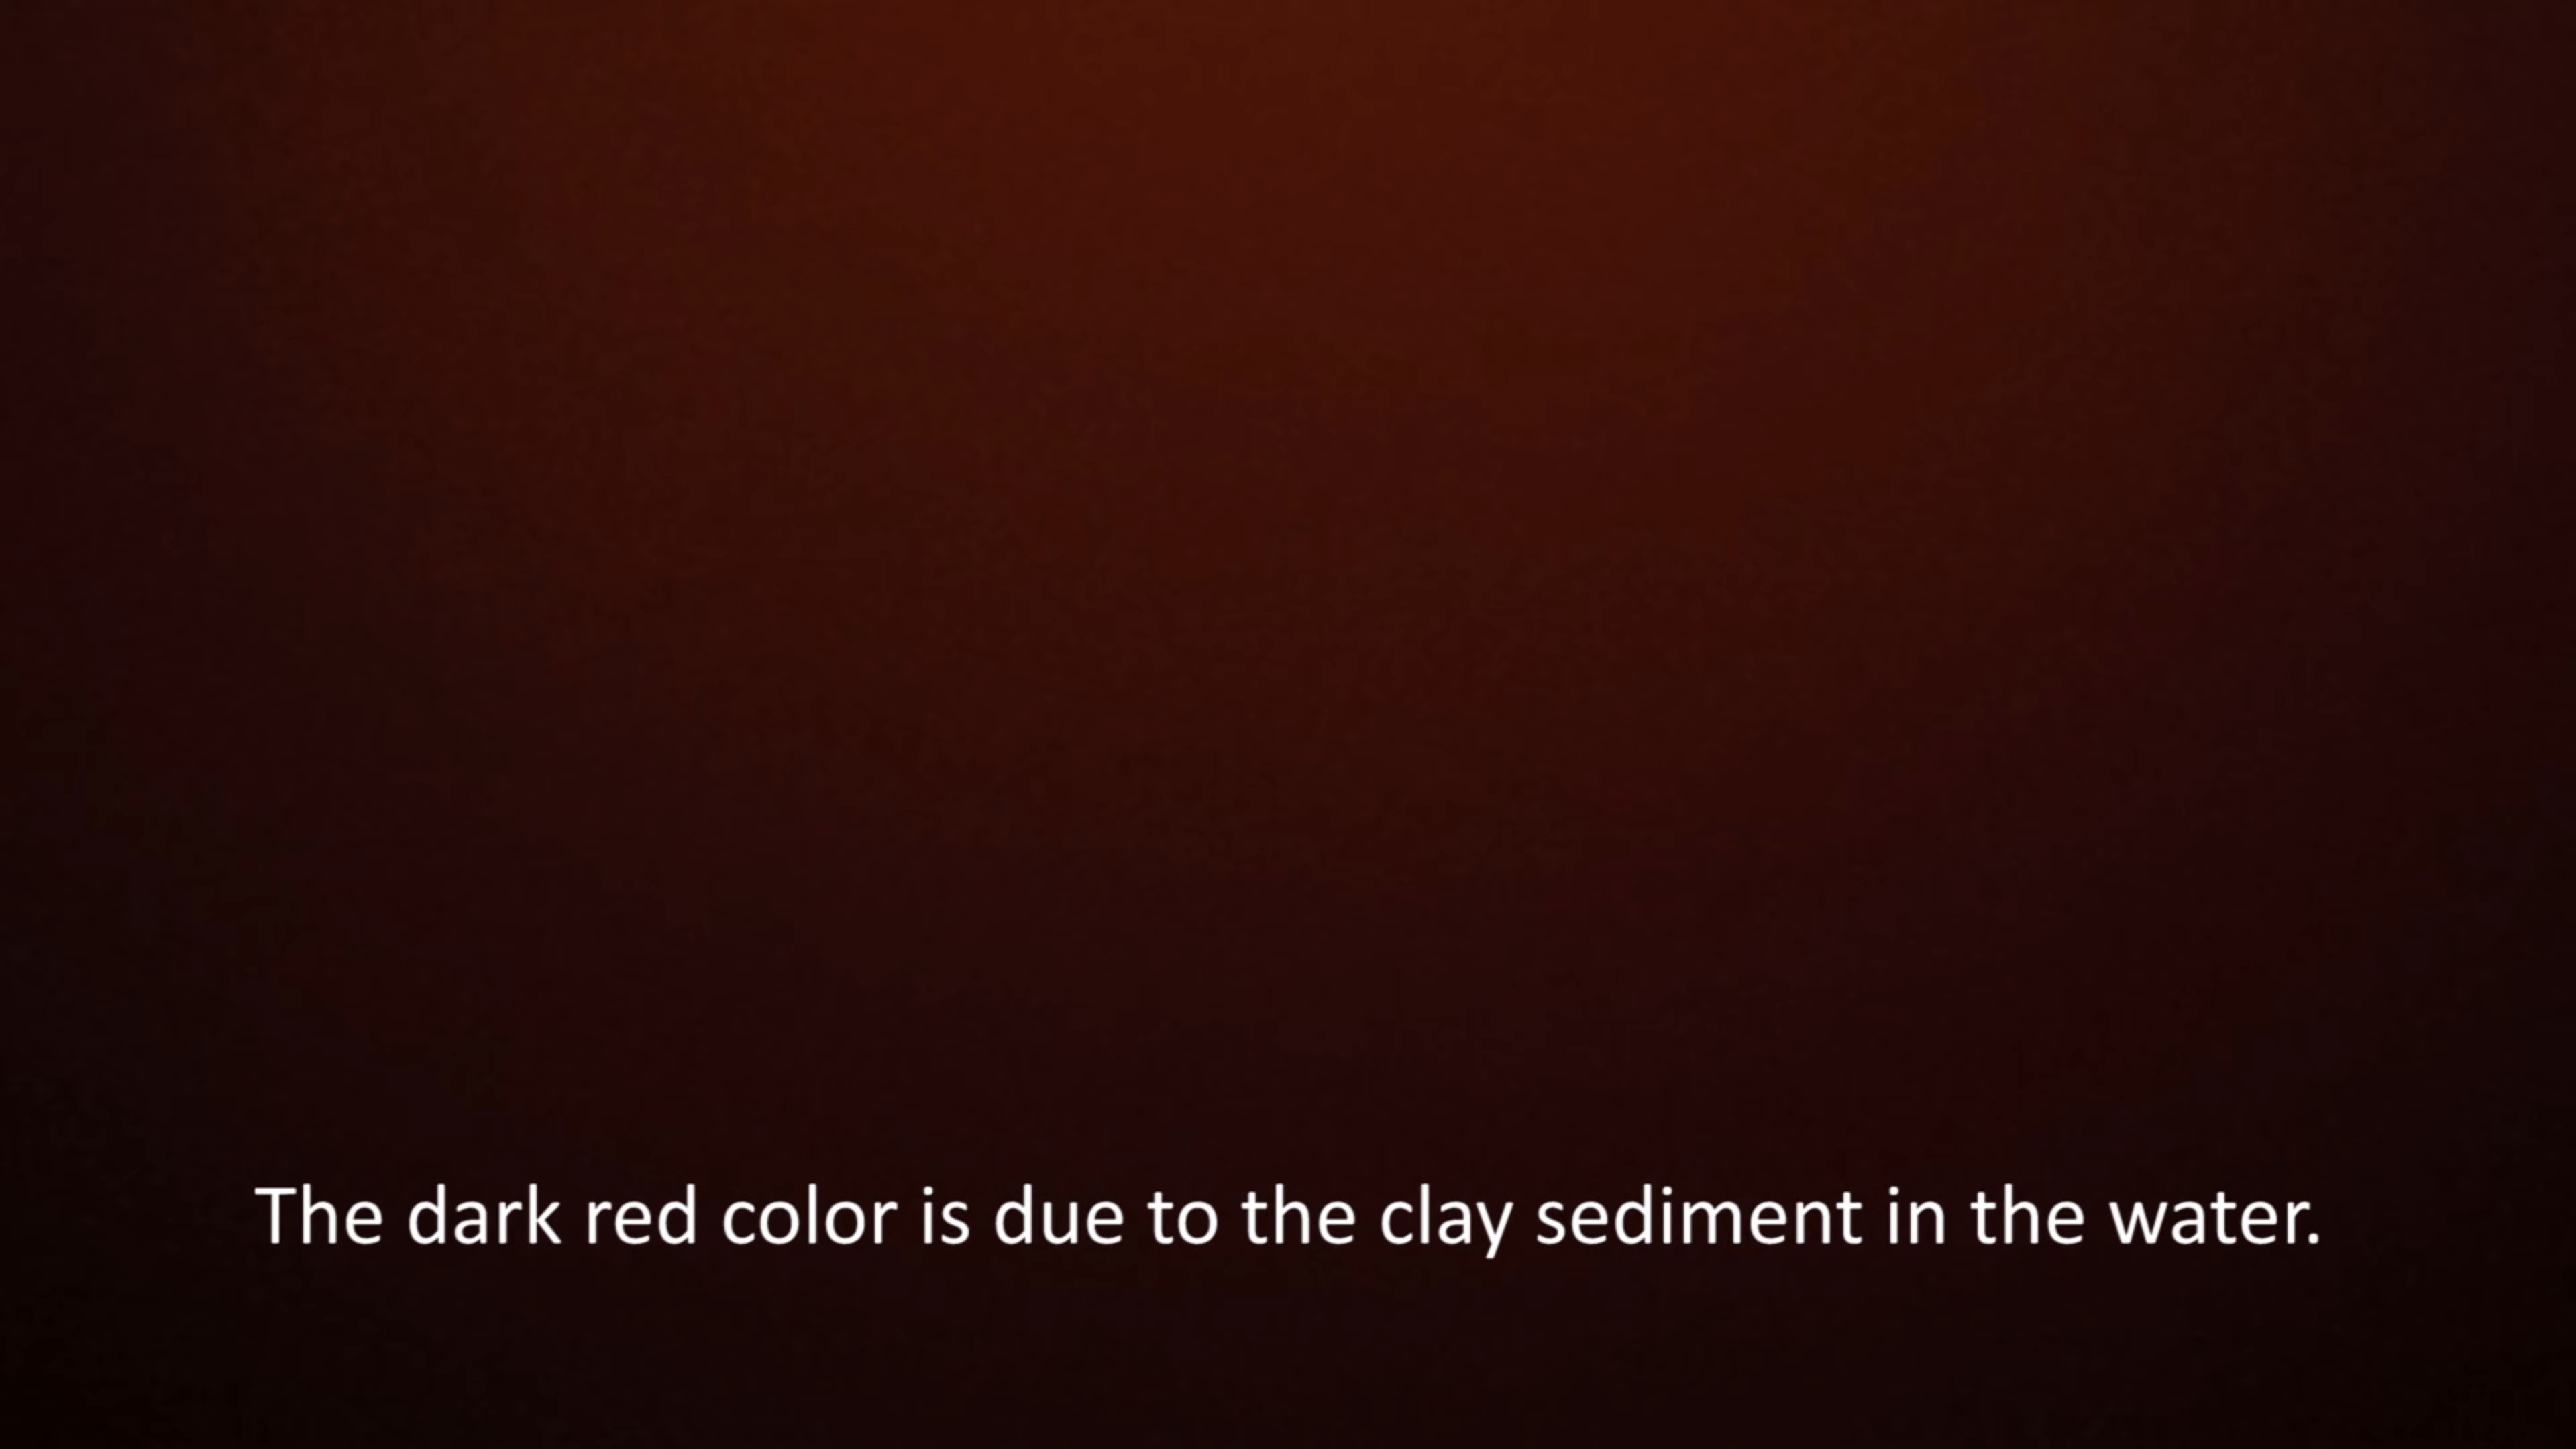 The dark red color is due to the clay sediment in the water.